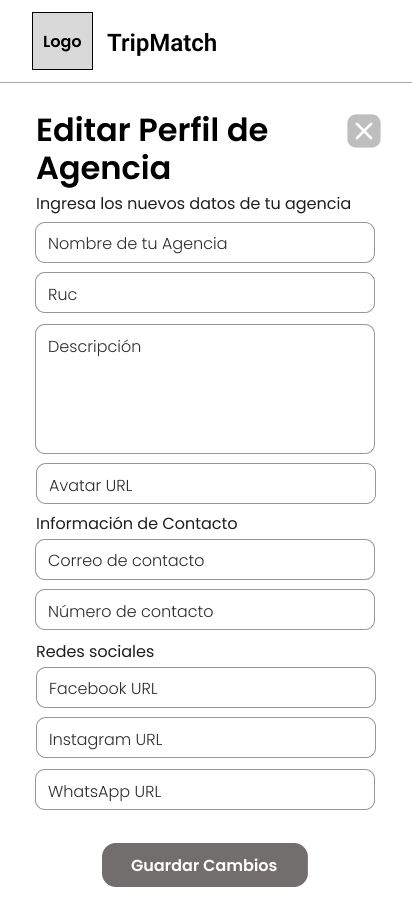 Logo
TripMatch
Editar Perfil de
Agencia
Ingresa los nuevos datos de tu agencia
Nombre de tu Agencia
Ruc
Descripción
Avatar URL
Información de Contacto
Correo de contacto
Número de contacto
Redes sociales
Facebook URL
Instagram URL
WhatsApp URL
Guardar Cambios